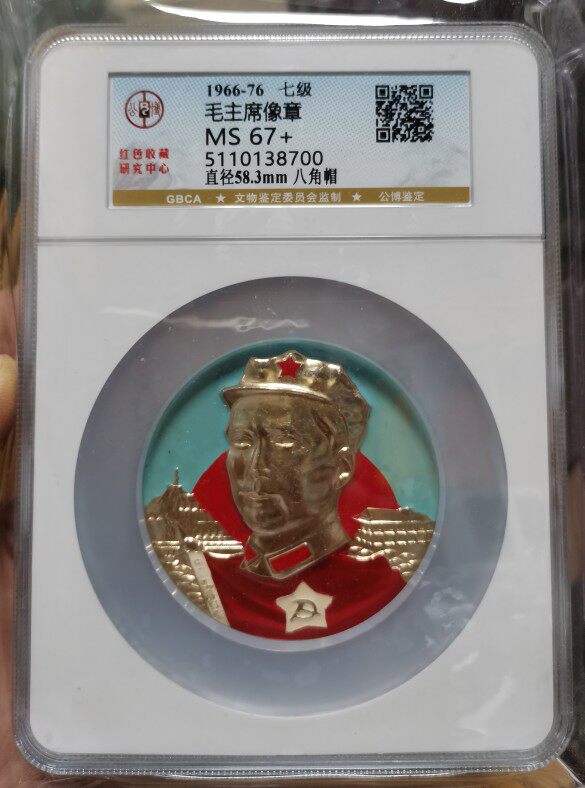 1966-76 七级
毛主席像章
MS 67+
5110138700
直径58.3mm 八角帽
红色收藏
研究中心
GBCA ★ 文物鉴定委员会监制 ★ 公博鉴定